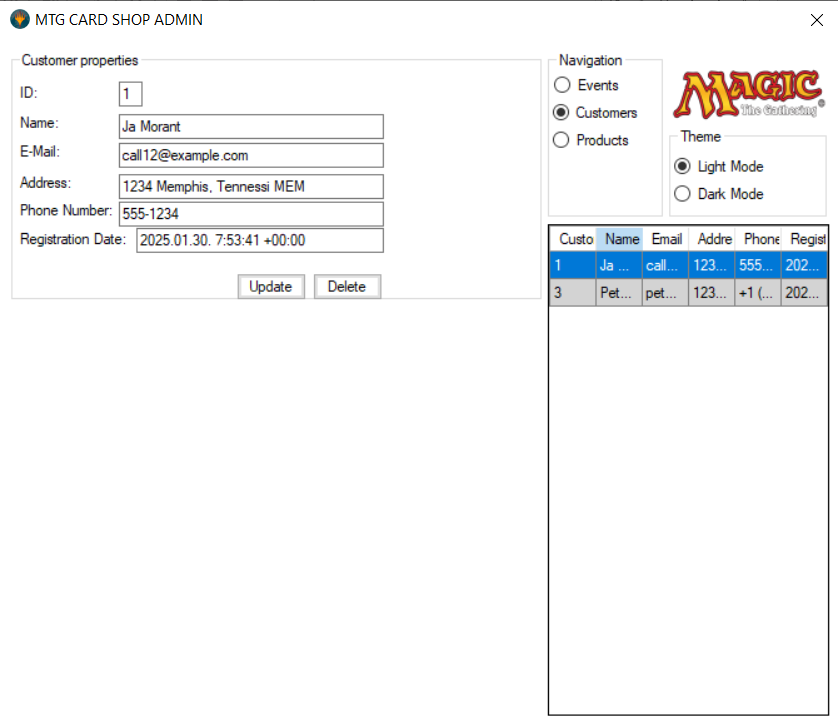 MTG CARD SHOP ADMIN
Customer properties
ID: 1
Name: Ja Morant
E-Mail: call12@example.com
Address: 1234 Memphis, Tennessi MEM
Phone Number: 555-1234
Registration Date: 2025.01.30. 7:53:41 +00:00
Update Delete
Navigation
Events
Customers
Products
MAGIC
The Gathering®
Theme
Light Mode
Dark Mode
Custo Name Email Addre Phone Regist
1 Ja ... call... 123... 555... 202...
3 Pet... pet... 123... +1 (... 202...